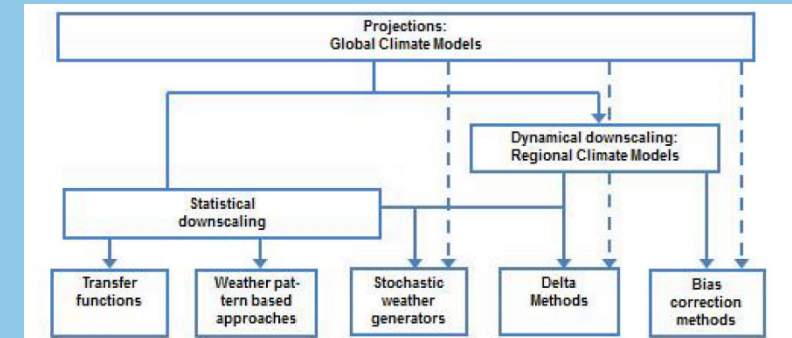 Projections:
Global Climate Models
Dynamical downscaling:
Regional Climate Models
Statistical
downscaling
Transfer
functions
Weather pat-
tern based
approaches
Stochastic
weather
generators
Delta
Methods
Bias
correction
methods